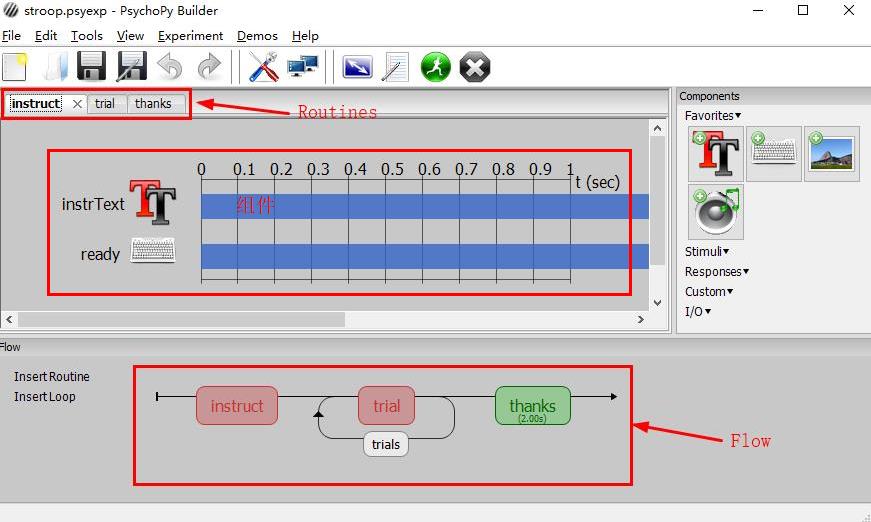 stroop.psyexp - PsychoPy Builder
File Edit Tools View Experiment Demos Help
instruct trial thanks
Routines
0 0.1 0.2 0.3 0.4 0.5 0.6 0.7 0.8 0.9 1
t (sec)
instrText
组件
ready
Components
Favorites
Stimuli
Responses
Custom
I/O
Flow
Insert Routine
Insert Loop
instruct trial thanks
(2.00s)
trials
Flow